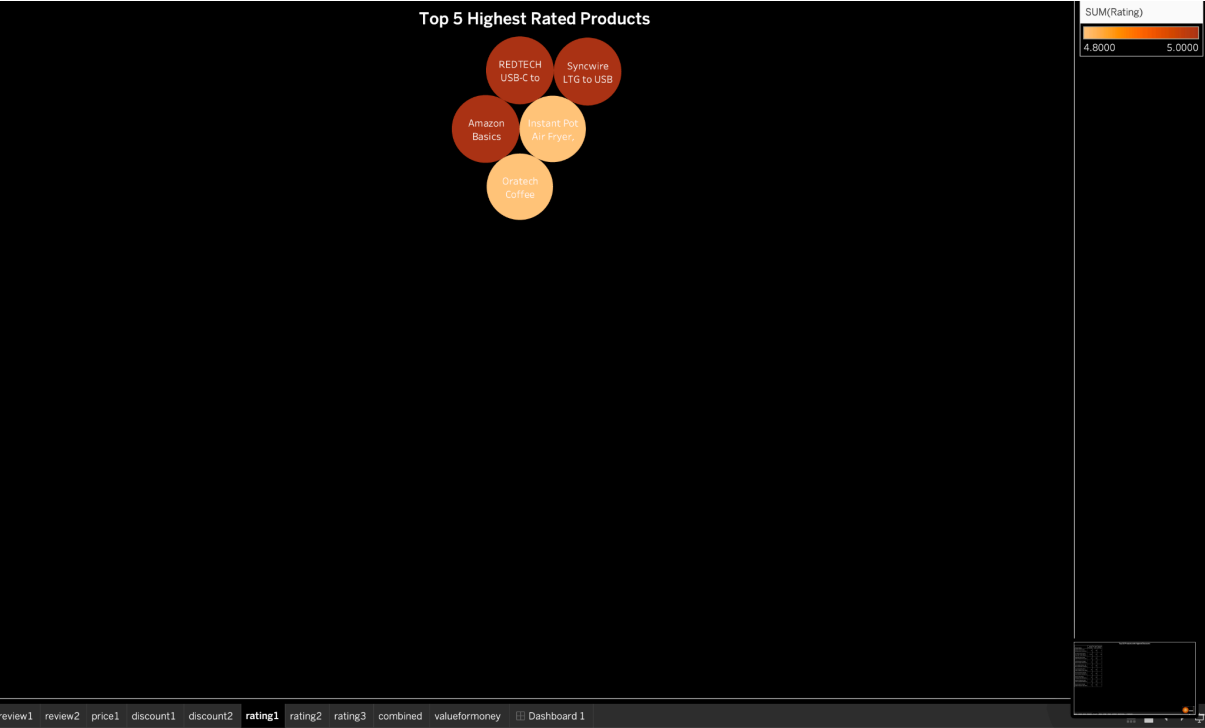 Top 5 Highest Rated Products
SUM(Rating)
4.8000
5.0000
REDTECH
USB-C to
Syncwire
LTG to USB
Amazon
Basics
Instant Pot
Air Fryer,
Oratech
Coffee
review1
review2
price1
discount1
discount2
rating1
rating2
rating3
combined
valueformoney
Dashboard 1